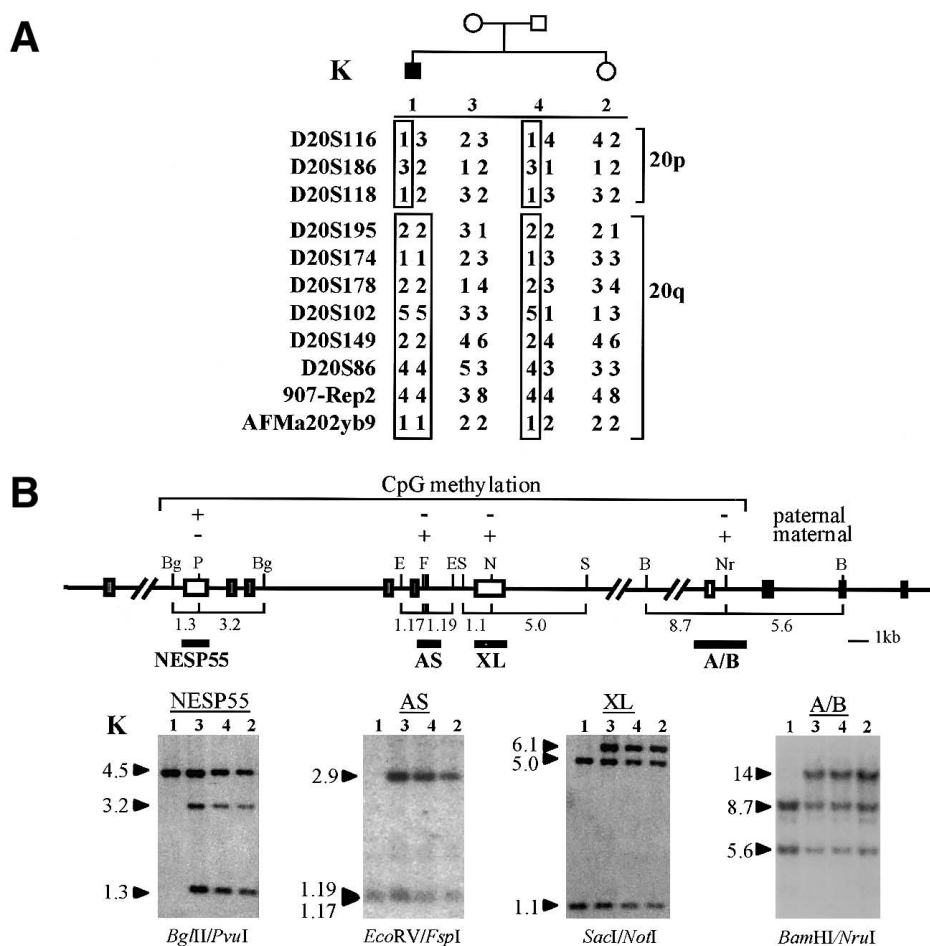 A
K
1 3 4 2
D20S116 1 3 2 3 1 4 4 2
D20S186 3 2 1 2 3 1 1 2
D20S118 1 2 3 2 1 3 3 2
20p
D20S195 2 2 3 1 2 2 2 1
D20S174 1 1 2 3 1 3 3 3
D20S178 2 2 1 4 2 3 3 4
D20S102 5 5 3 3 5 1 1 3
D20S149 2 2 4 6 2 4 4 6
D20S86 4 4 5 3 4 3 3 3
907-Rep2 4 4 3 8 4 4 4 8
AFMa202yb9 1 1 2 2 1 2 2 2
20q
B
CpG methylation
+ - - - paternal
- + + + maternal
Bg P Bg E F E S N S B Nr B
1.3 3.2 1.17 1.19 1.1 5.0 8.7 5.6 1kb
NESP55 AS XL A/B
K
NESP55 AS XL A/B
1 3 4 2 1 3 4 2 1 3 4 2 1 3 4 2
4.5
3.2
1.3
2.9
1.19
1.17
6.1
5.0
1.1
14
8.7
5.6
BglII/PvuI EcoRV/FspI SacI/NotI BamHI/NruI